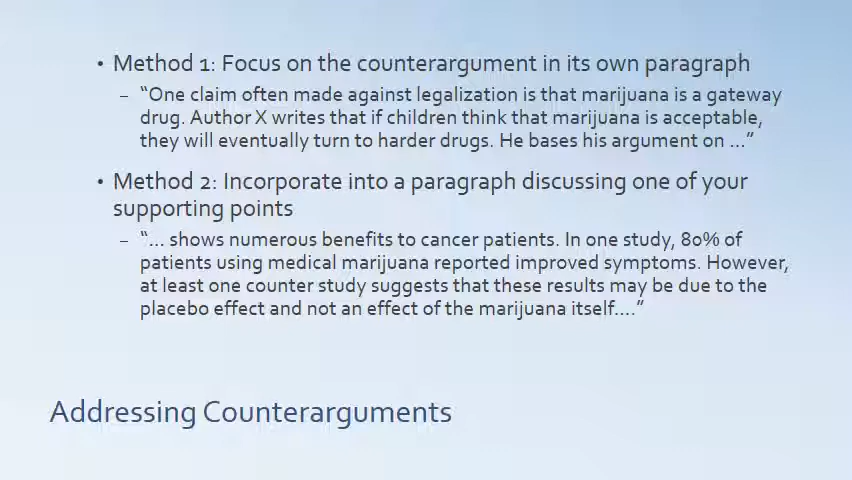 • Method 1: Focus on the counterargument in its own paragraph
– “One claim often made against legalization is that marijuana is a gateway
drug. Author X writes that if children think that marijuana is acceptable,
they will eventually turn to harder drugs. He bases his argument on ...”
• Method 2: Incorporate into a paragraph discussing one of your
supporting points
– “... shows numerous benefits to cancer patients. In one study, 80% of
patients using medical marijuana reported improved symptoms. However,
at least one counter study suggests that these results may be due to the
placebo effect and not an effect of the marijuana itself....”
Addressing Counterarguments